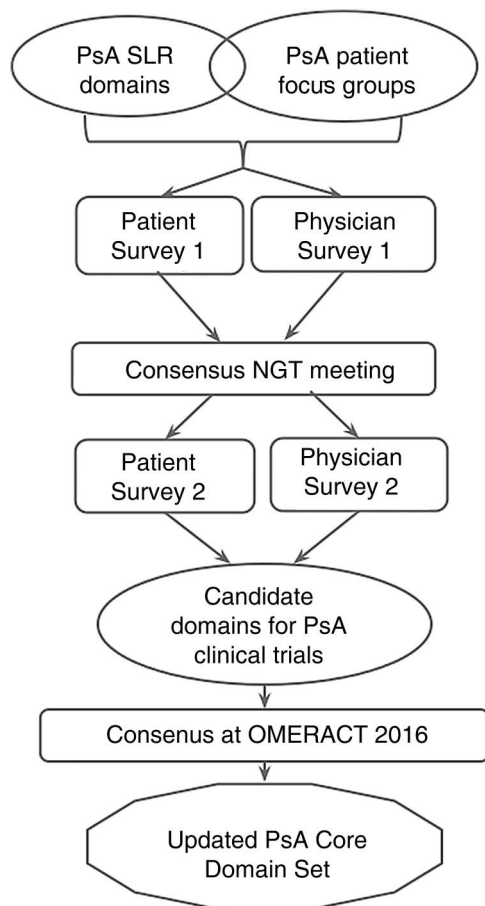 PsA SLR
domains
PsA patient
focus groups
Patient
Survey 1
Physician
Survey 1
Consensus NGT meeting
Patient
Survey 2
Physician
Survey 2
Candidate
domains for PsA
clinical trials
Consenus at OMERACT 2016
Updated PsA Core
Domain Set